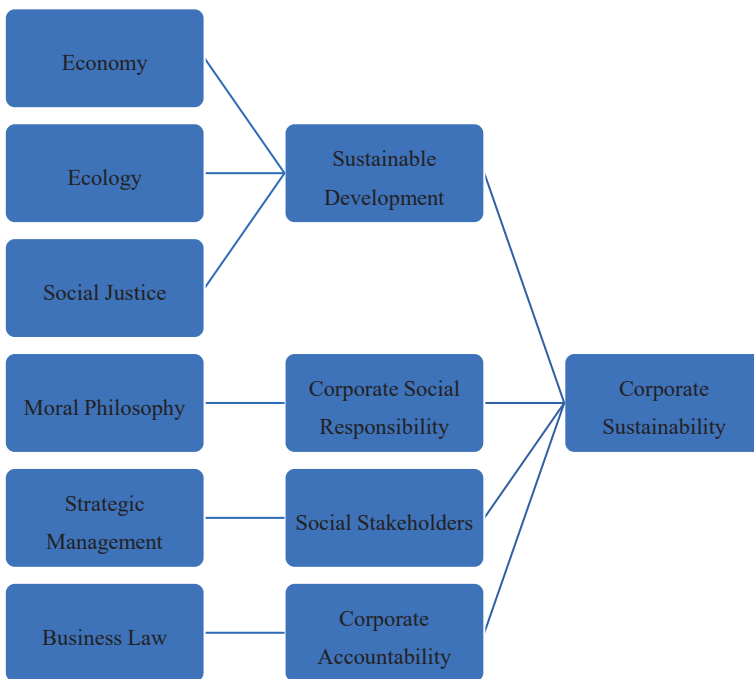 Economy
Ecology
Social Justice
Moral Philosophy
Strategic
Management
Business Law
Sustainable
Development
Corporate Social
Responsibility
Social Stakeholders
Corporate
Accountability
Corporate
Sustainability